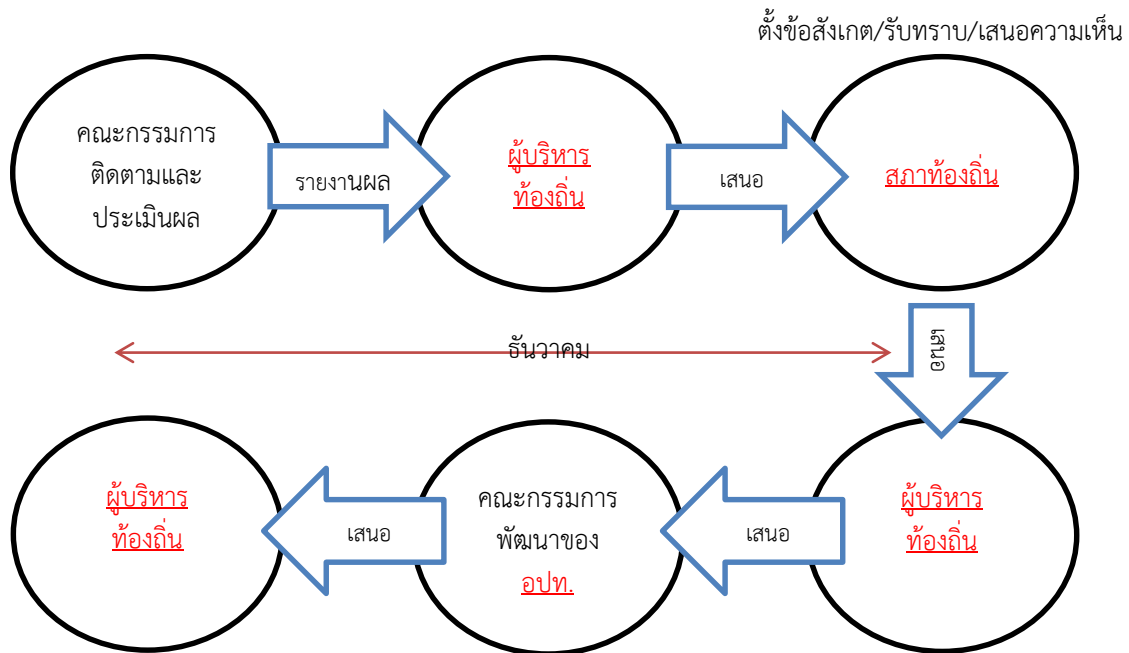 ตั้งข้อสังเกต/รับทราบ/เสนอความเห็น
คณะกรรมการ
ติดตามและ
ประเมินผล
รายงานผล
ผู้บริหาร
ท้องถิ่น
เสนอ
สภาท้องถิ่น
ธันวาคม
เสนอ
ผู้บริหาร
ท้องถิ่น
เสนอ
คณะกรรมการ
พัฒนาของ
อปท.
เสนอ
ผู้บริหาร
ท้องถิ่น